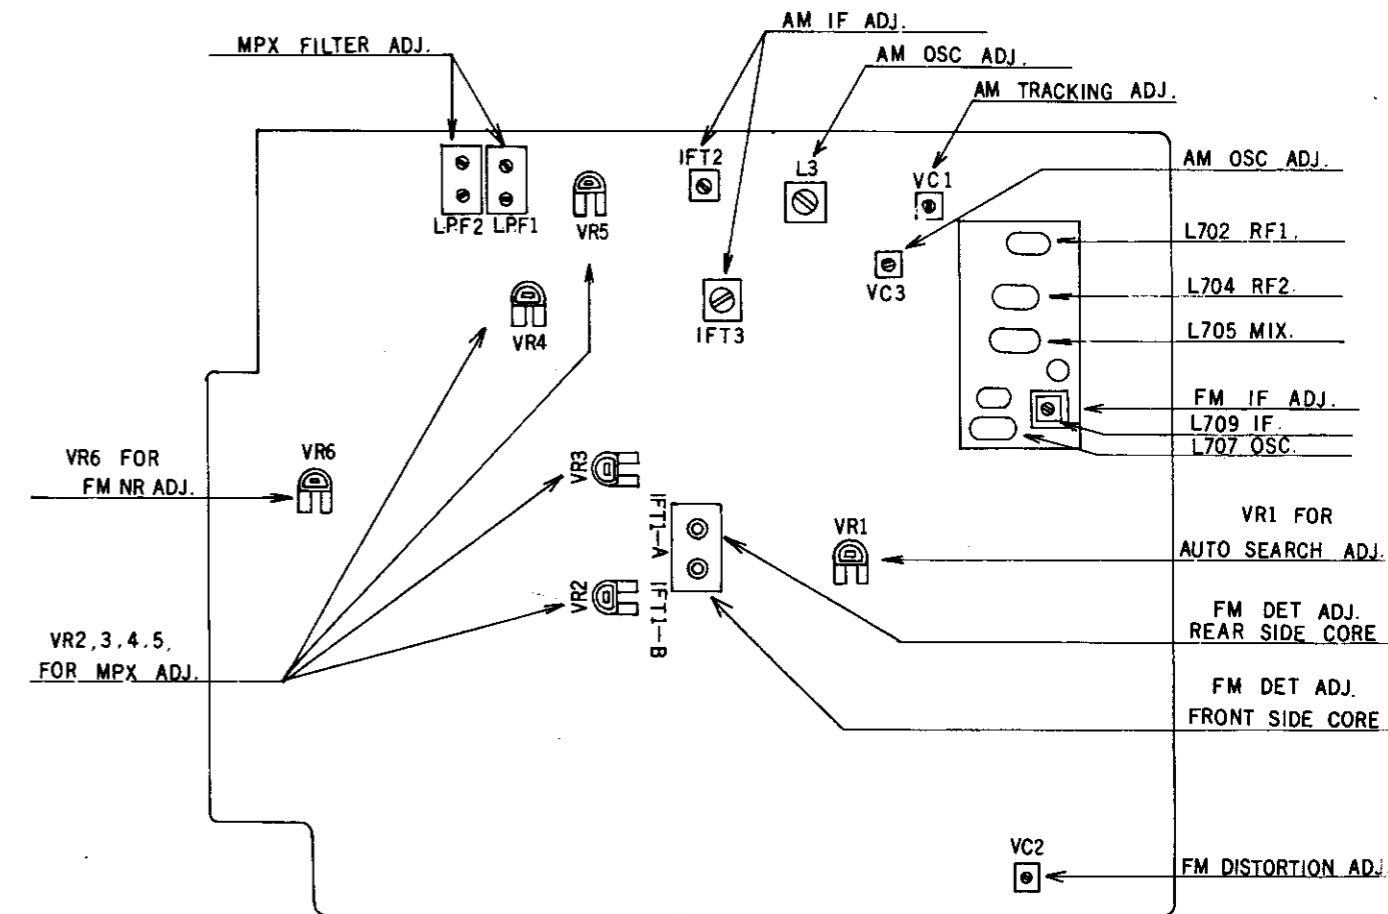 AM IF ADJ.
MPX FILTER ADJ.
AM OSC ADJ.
AM TRACKING ADJ.
IFT2
L3
VC1
AM OSC ADJ.
LPF2 LPF1
VR5
L702 RF1.
VC3
L704 RF2.
VR4
IFT3
L705 MIX.
FM IF ADJ.
L709 IF.
L707 OSC.
VR6 FOR
FM NR ADJ.
VR6
VR3
IFT1-A
VR1
VR1 FOR
AUTO SEARCH ADJ.
VR2
IFT1-B
FM DET ADJ.
REAR SIDE CORE
VR2,3.4.5,
FOR MPX ADJ.
FM DET ADJ.
FRONT SIDE CORE
VC2
FM DISTORTION ADJ.